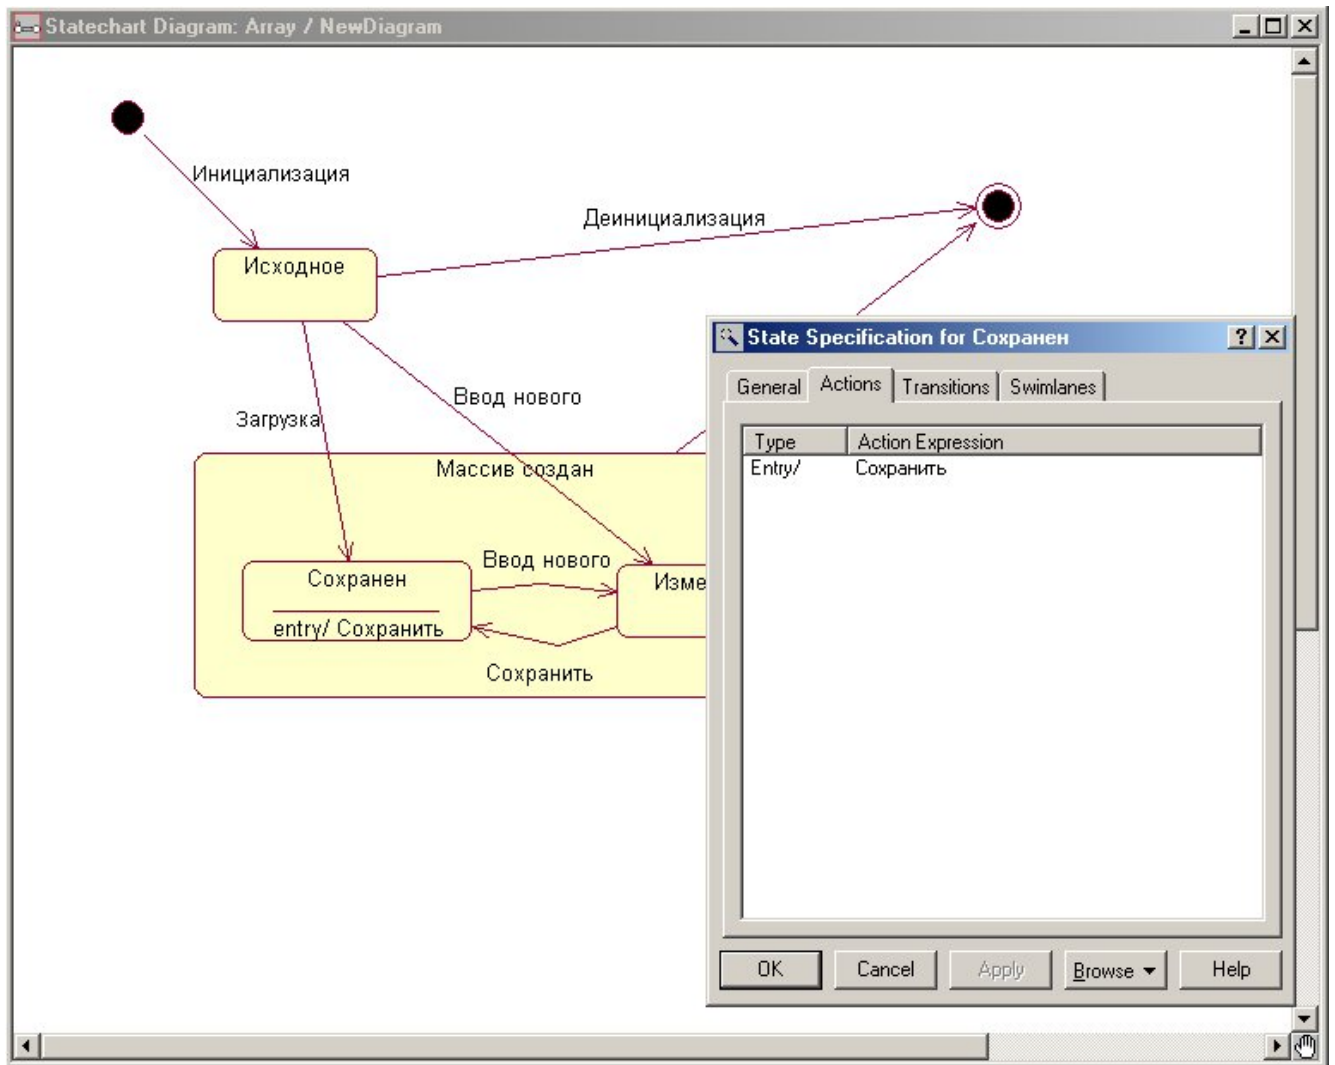 Statechart Diagram: Array / NewDiagram
Инициализация
Деинициализация
Исходное
Ввод нового
Загрузка
Массив создан
Ввод нового
Сохранен
Изме
entry/ Сохранить
Сохранить
State Specification for Сохранен
General Actions Transitions Swimlanes
Type Action Expression
Entry/ Сохранить
OK Cancel Apply Browse Help